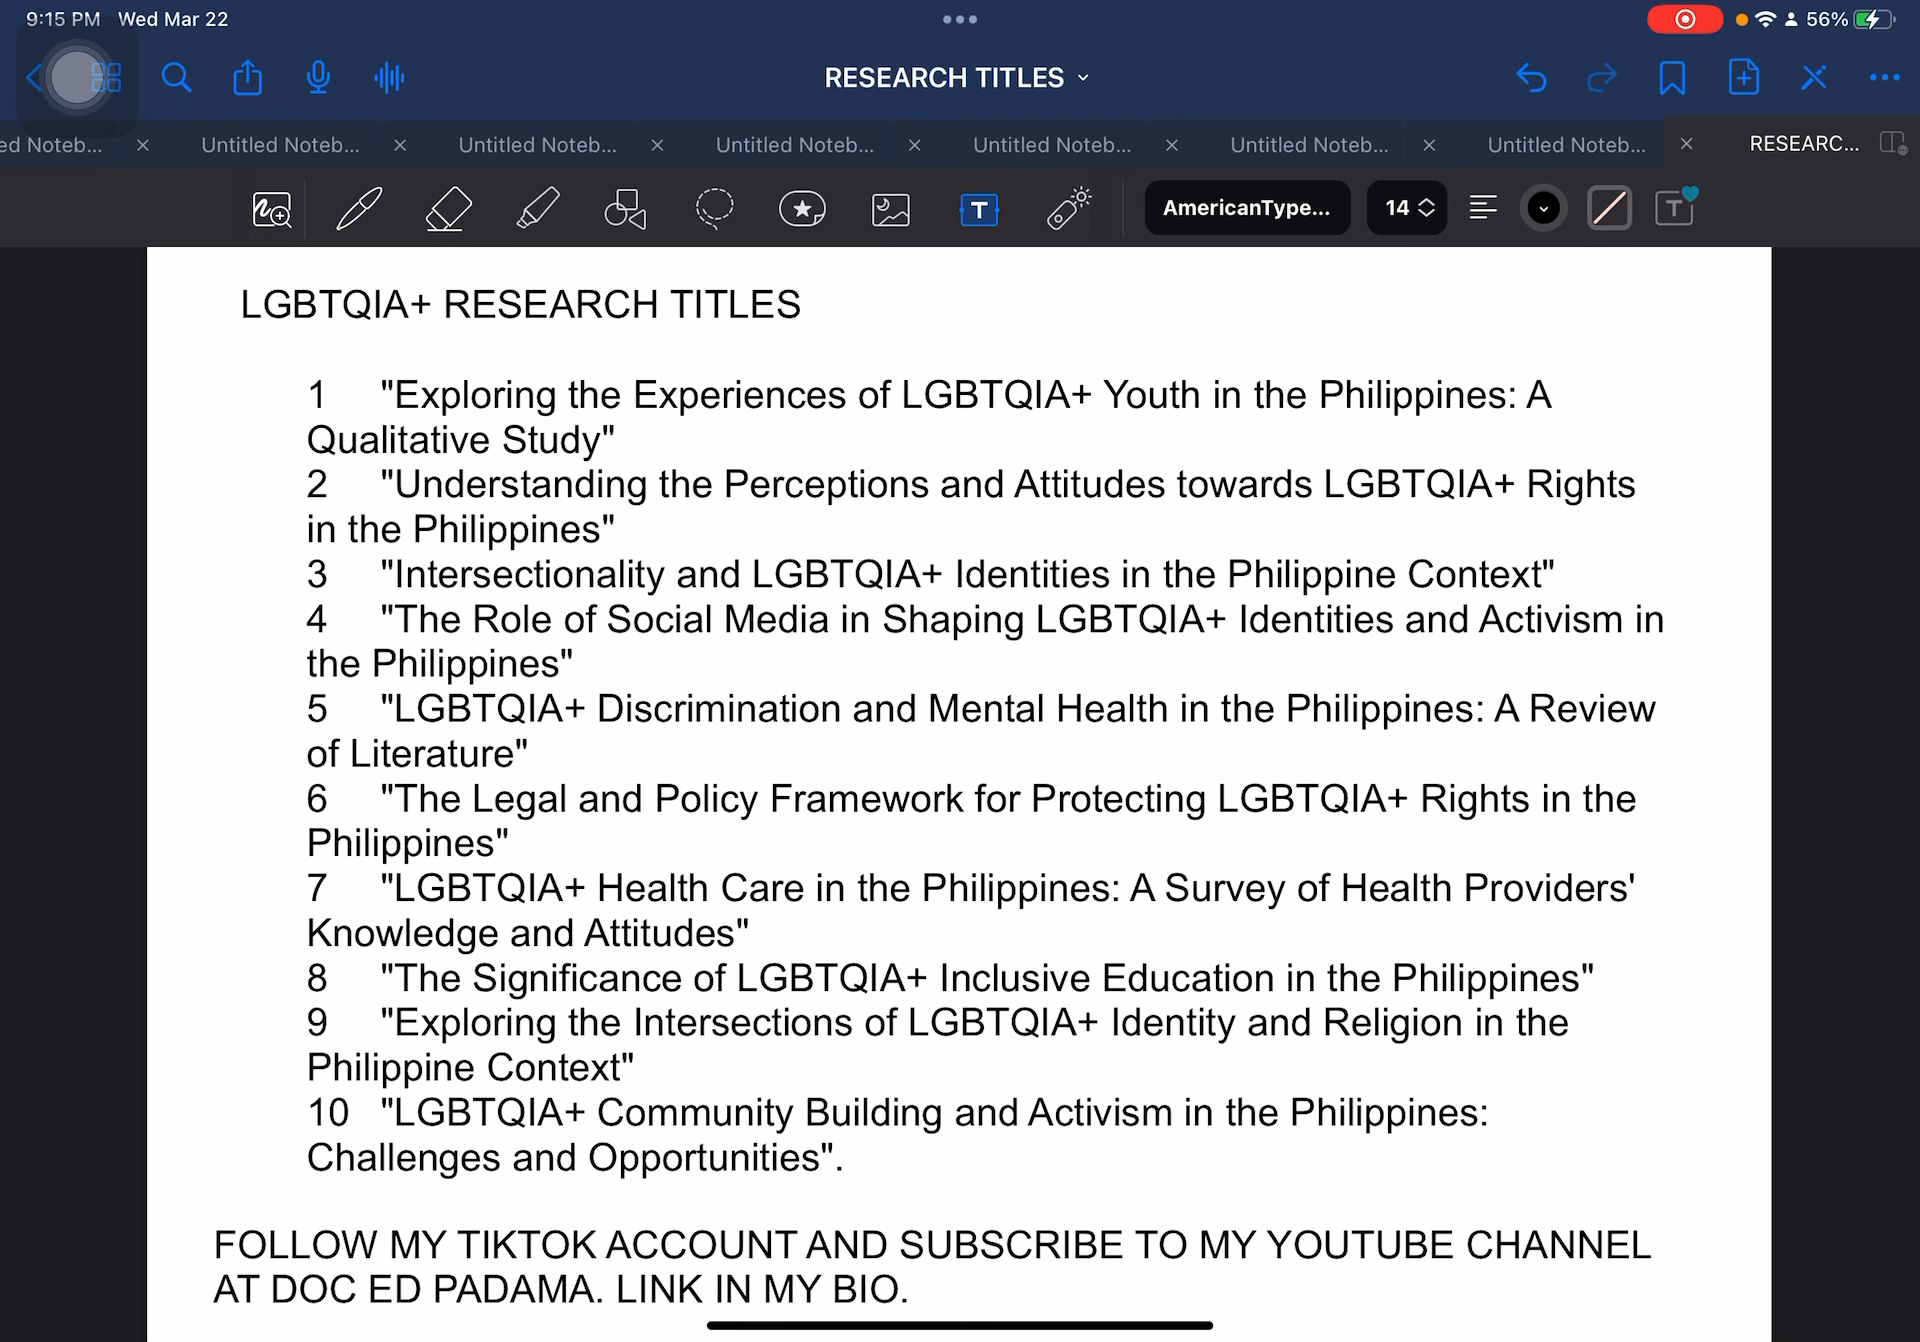 9:15 PM Wed Mar 22
56%
RESEARCH TITLES
ed Noteb...
Untitled Noteb...
Untitled Noteb...
Untitled Noteb...
Untitled Noteb...
Untitled Noteb...
Untitled Noteb...
RESEARC...
T
AmericanType...
14
T
LGBTQIA+ RESEARCH TITLES
1 "Exploring the Experiences of LGBTQIA+ Youth in the Philippines: A
Qualitative Study"
2 "Understanding the Perceptions and Attitudes towards LGBTQIA+ Rights
in the Philippines"
3 "Intersectionality and LGBTQIA+ Identities in the Philippine Context"
4 "The Role of Social Media in Shaping LGBTQIA+ Identities and Activism in
the Philippines"
5 "LGBTQIA+ Discrimination and Mental Health in the Philippines: A Review
of Literature"
6 "The Legal and Policy Framework for Protecting LGBTQIA+ Rights in the
Philippines"
7 "LGBTQIA+ Health Care in the Philippines: A Survey of Health Providers'
Knowledge and Attitudes"
8 "The Significance of LGBTQIA+ Inclusive Education in the Philippines"
9 "Exploring the Intersections of LGBTQIA+ Identity and Religion in the
Philippine Context"
10 "LGBTQIA+ Community Building and Activism in the Philippines:
Challenges and Opportunities".
FOLLOW MY TIKTOK ACCOUNT AND SUBSCRIBE TO MY YOUTUBE CHANNEL
AT DOC ED PADAMA. LINK IN MY BIO.